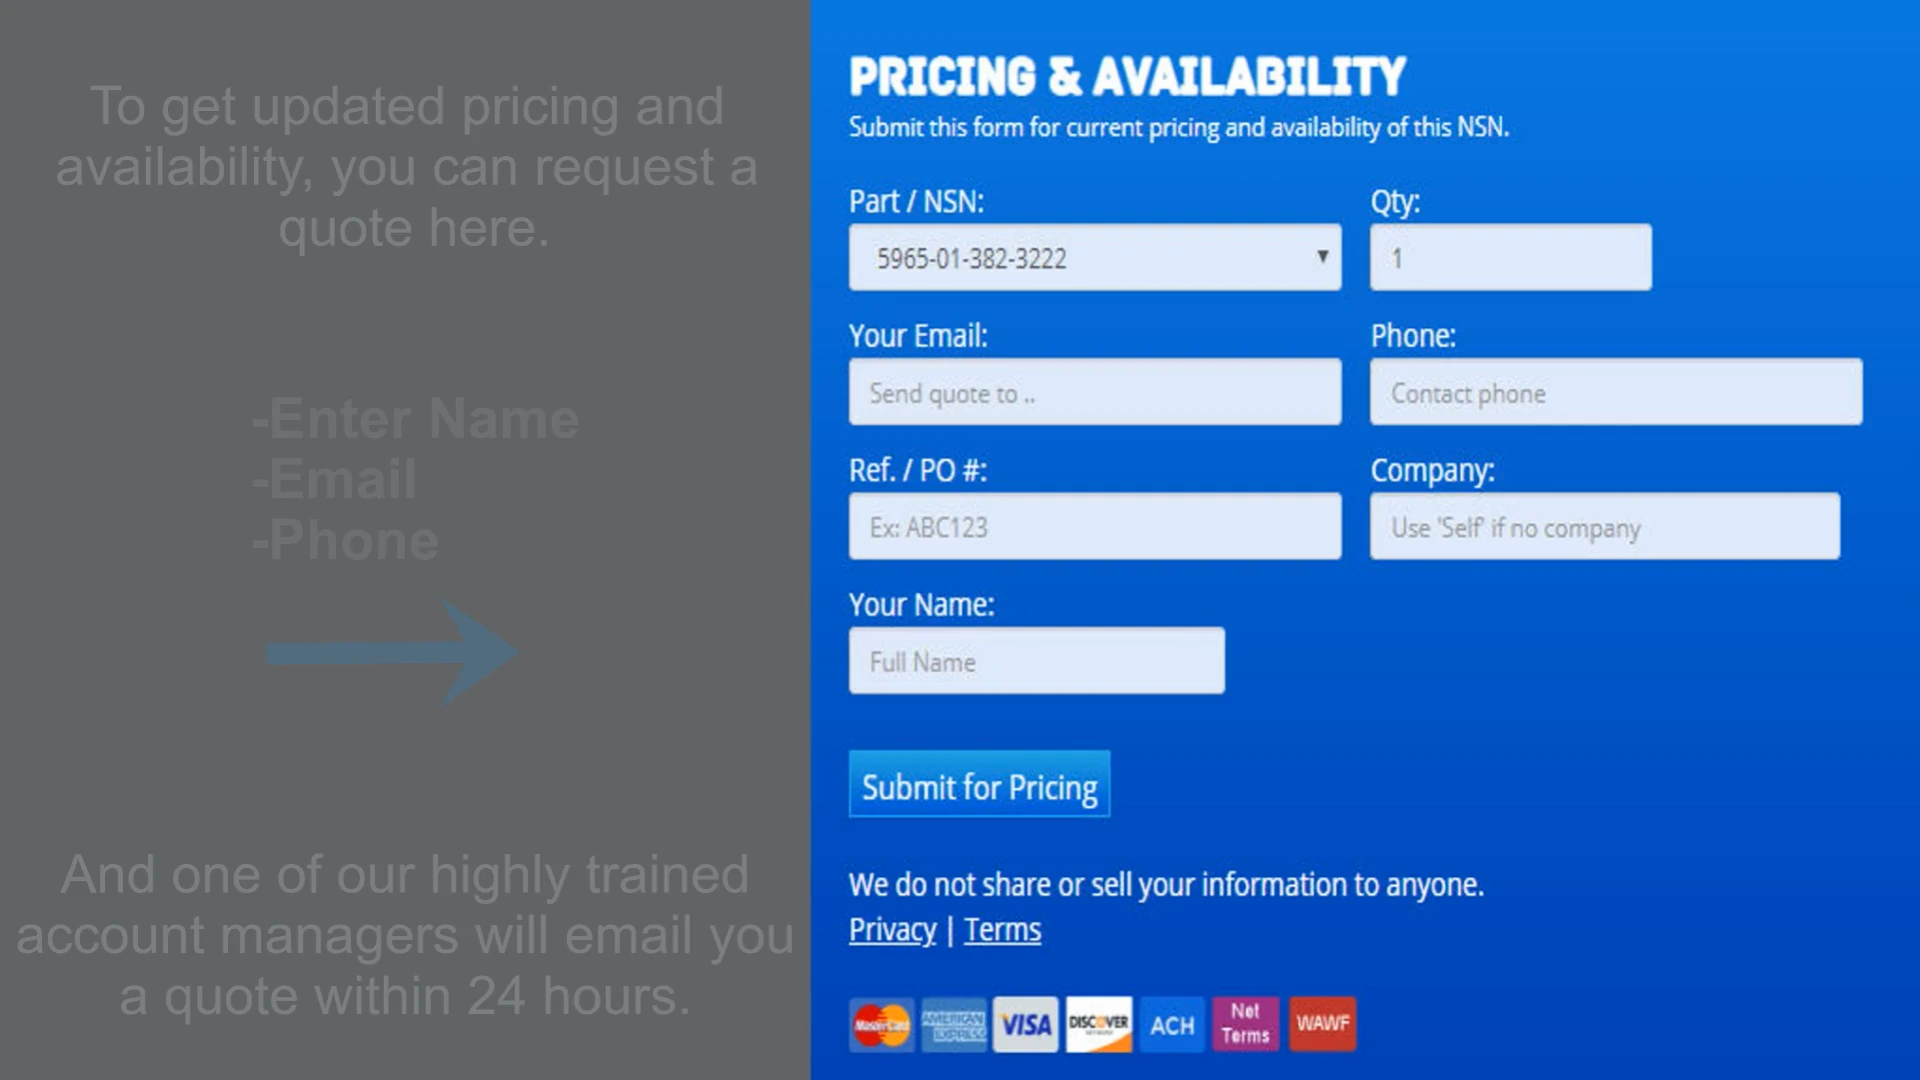 To get updated pricing and
availability, you can request a
quote here.
-Enter Name
-Email
-Phone
And one of our highly trained
account managers will email you
a quote within 24 hours.
PRICING & AVAILABILITY
Submit this form for current pricing and availability of this NSN.
Part / NSN: Qty:
5965-01-382-3222 1
Your Email: Phone:
Send quote to .. Contact phone
Ref. / PO #: Company:
Ex: ABC123 Use 'Self' if no company
Your Name:
Full Name
Submit for Pricing
We do not share or sell your information to anyone.
Privacy | Terms
MasterCard AMERICAN EXPRESS VISA DISCOVER ACH Net Terms WAWF